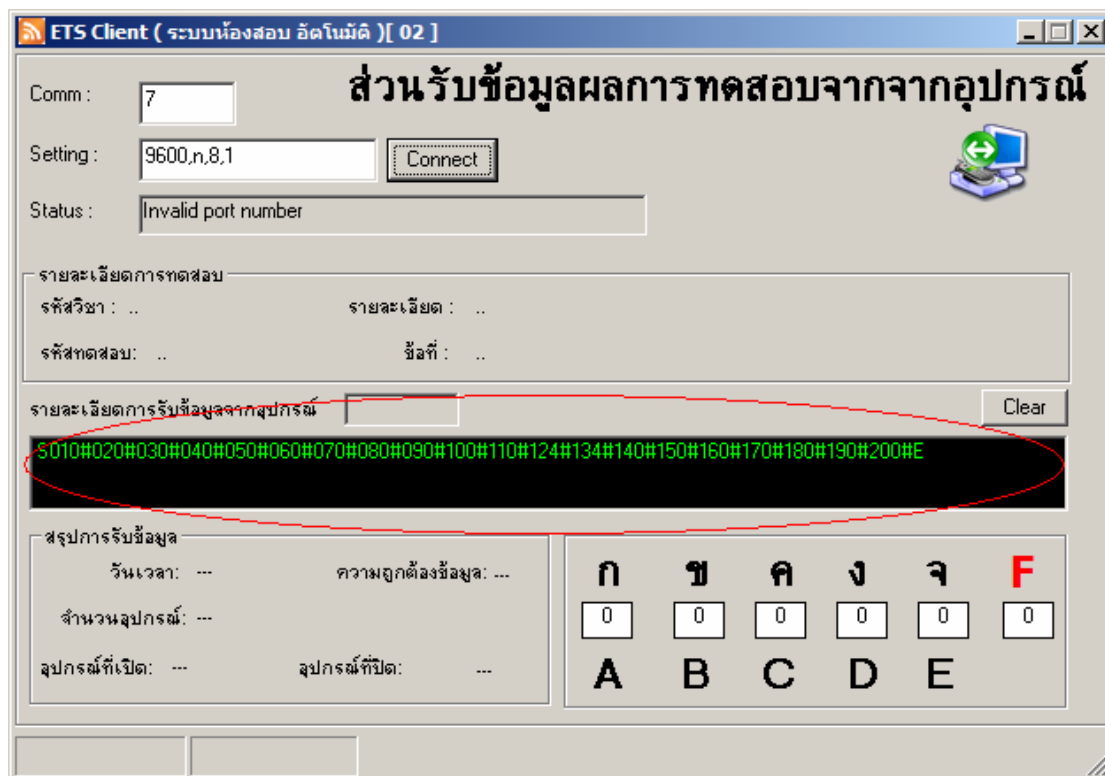 ETS Client ( ระบบห้องสอบ อัตโนมัติ )[ 02 ]
ส่วนรับข้อมูลผลการทดสอบจากจากอุปกรณ์
Comm : 7
Setting : 9600,n,8,1 Connect
Status : Invalid port number
รายละเอียดการทดสอบ
รหัสวิชา : .. รายละเอียด : ..
รหัสทดสอบ: .. ข้อที่ : ..
รายละเอียดการรับข้อมูลจากอุปกรณ์ Clear
S010#020#030#040#050#060#070#080#090#100#110#124#134#140#150#160#170#180#190#200#E
สรุปการรับข้อมูล
วันเวลา: --- ความถูกต้องข้อมูล: ---
จำนวนอุปกรณ์: ---
อุปกรณ์ที่เปิด: --- อุปกรณ์ที่ปิด: ---
ก ข ค ง จ F
0 0 0 0 0 0
A B C D E